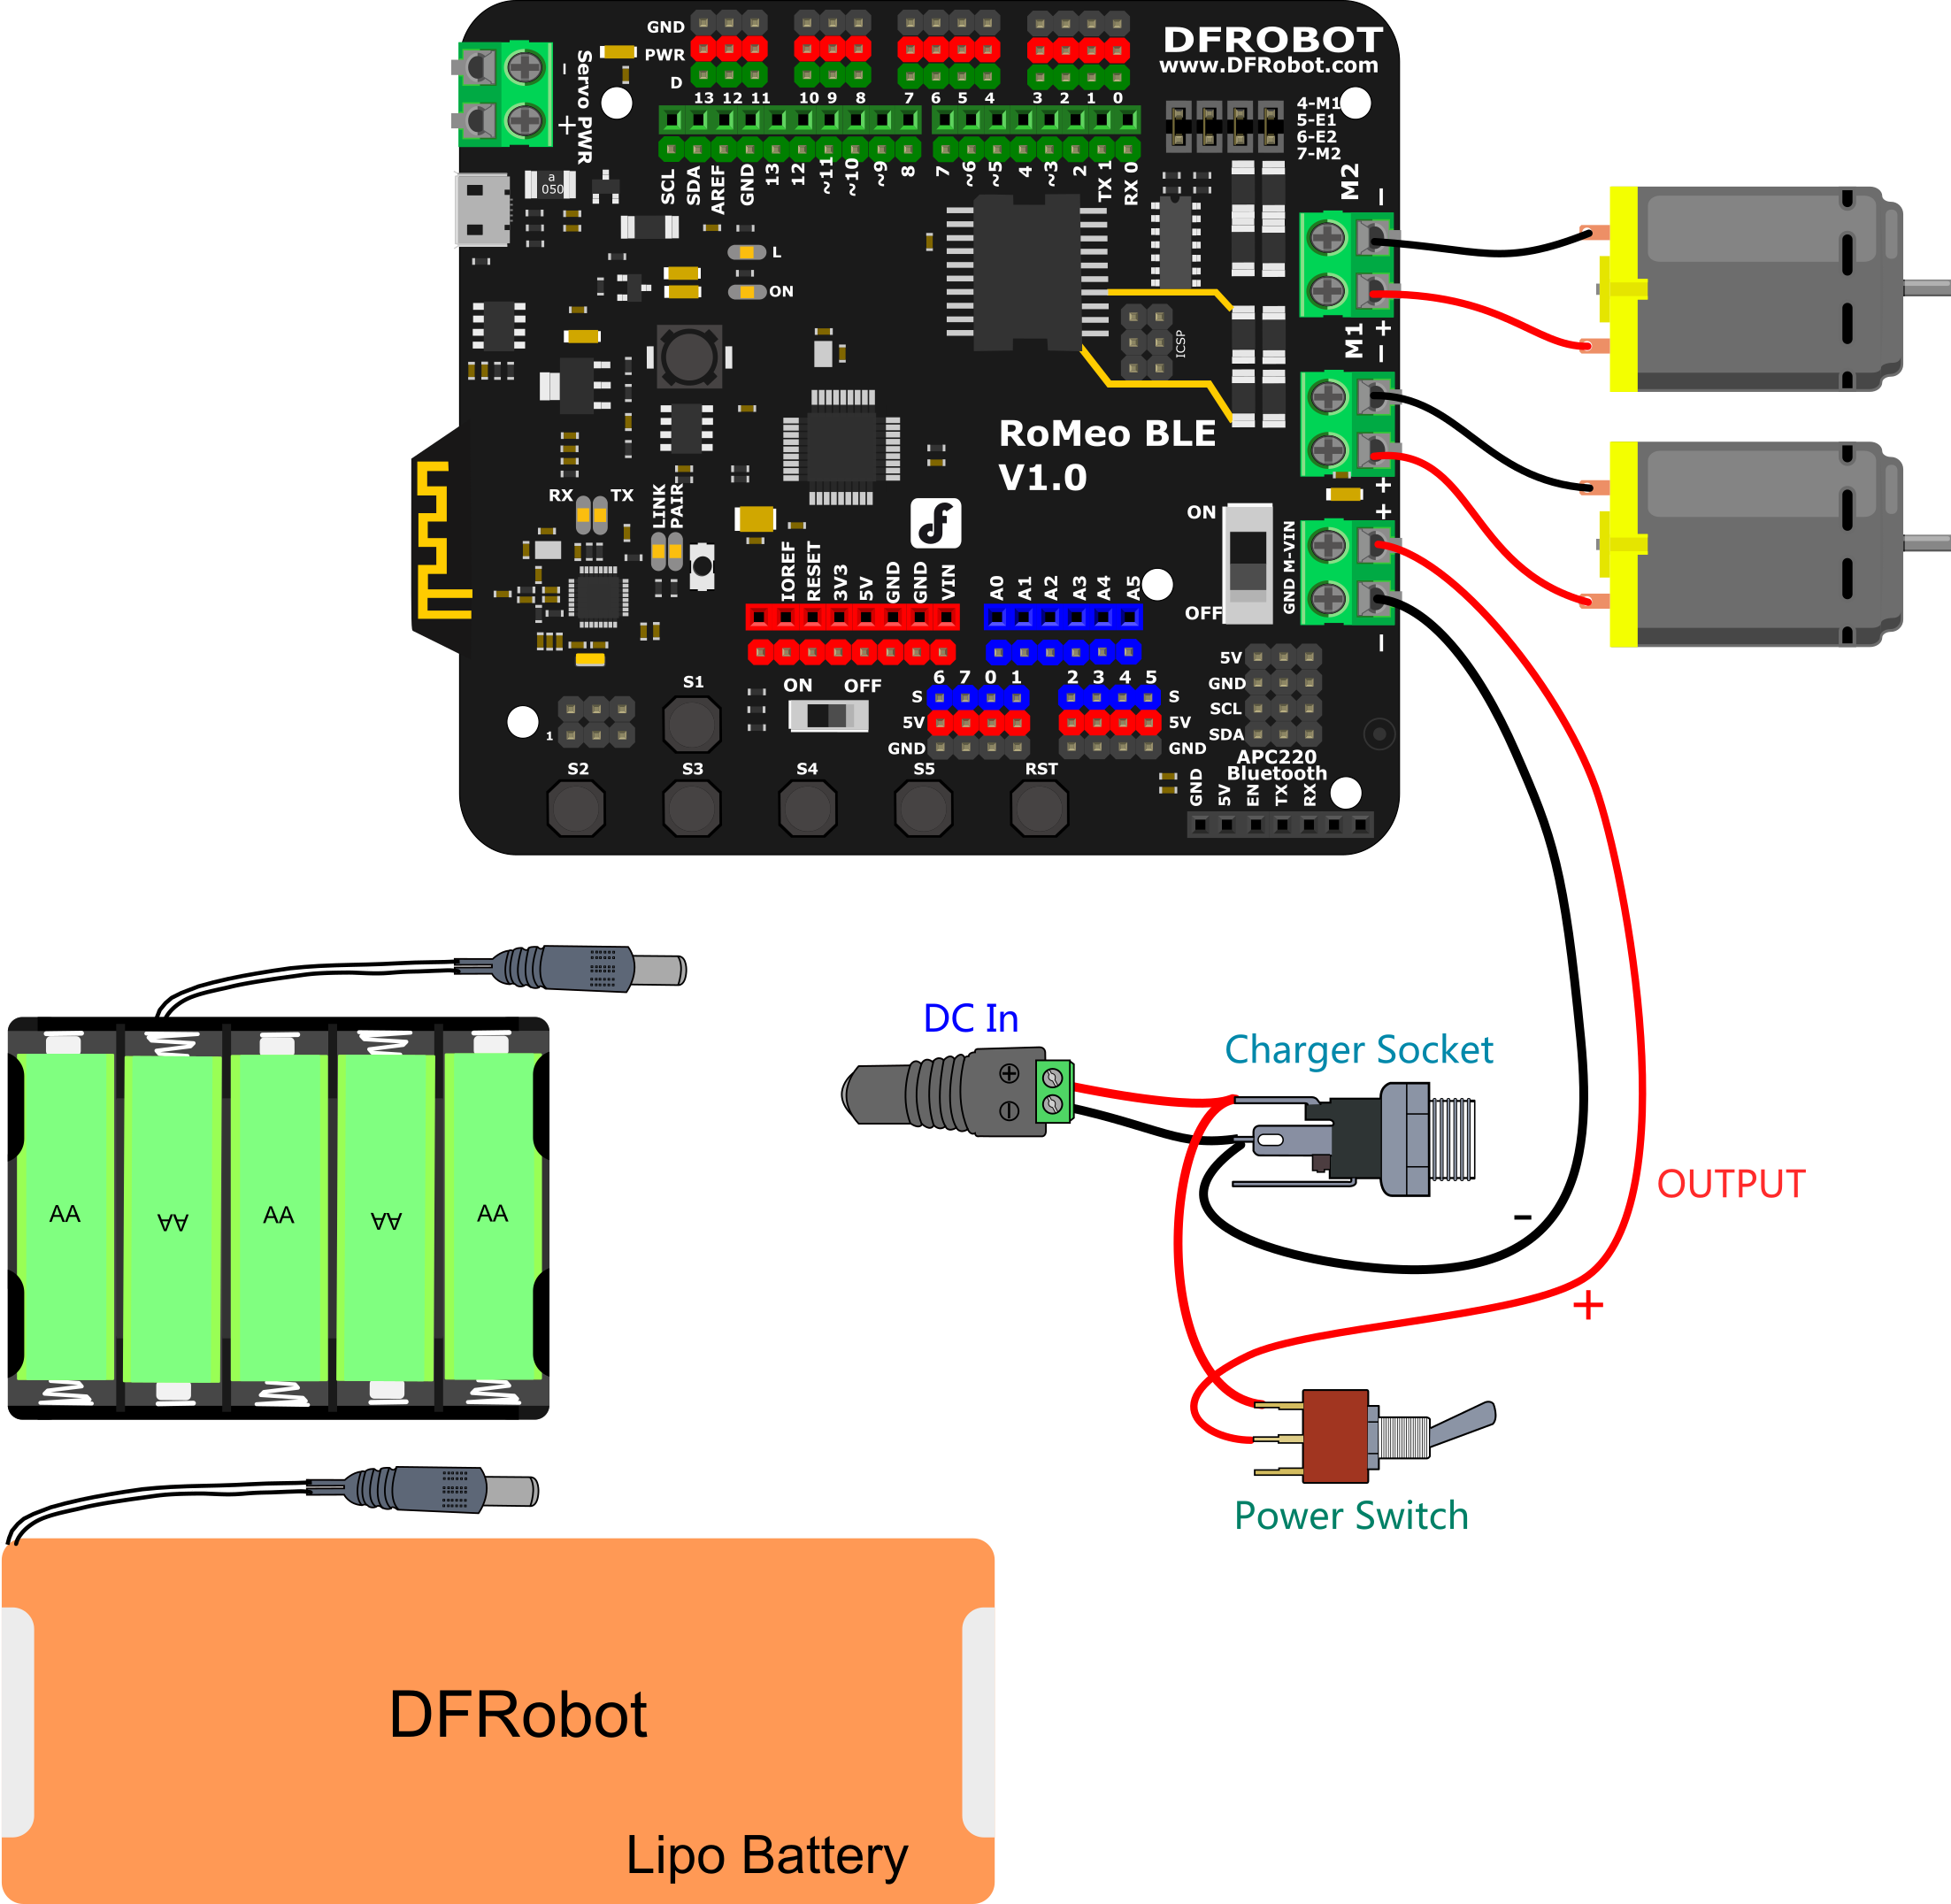 GND
PWR
D
13 12 11 10 9 8 7 6 5 4 3 2 1 0
DFROBOT
www.DFRobot.com
4-M1
5-E1
6-E2
7-M2
Servo PWR
-
+
SCL SDA AREF GND 13 12 ~11 ~10 ~9 8 7 ~6 ~5 4 ~3 2 TX 1 RX 0
a
050
L
ON
M2
-
+
M1
-
+
ICSP
RoMeo BLE
V1.0
RX TX
LINK
PAIR
ON
OFF
+
GND M-VIN
-
IOREF RESET 3V3 5V GND GND VIN
A0 A1 A2 A3 A4 A5
ON OFF
6 7 0 1 2 3 4 5
S S
5V 5V
GND GND
5V
GND
SCL
SDA
APC220
Bluetooth
GND 5V EN TX RX
1
S1
S2 S3 S4 S5 RST
DC In
Charger Socket
+
-
OUTPUT
-
+
Power Switch
AA AA AA AA AA
DFRobot
Lipo Battery